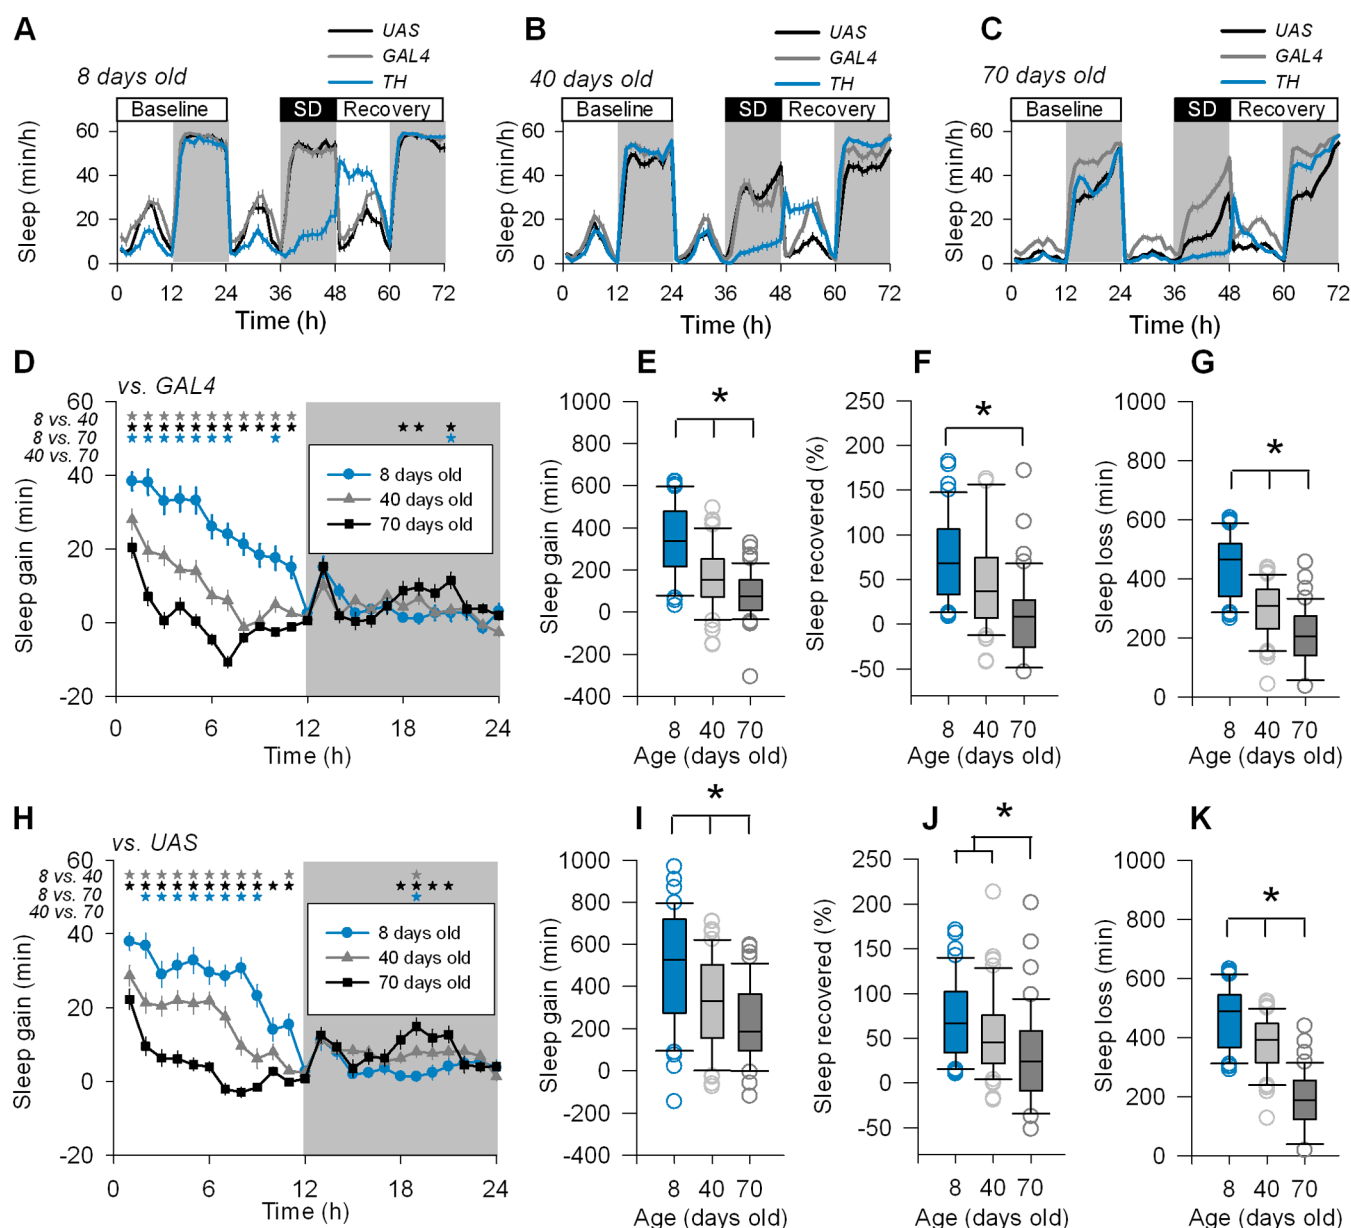 A
UAS
GAL4
TH
8 days old
Baseline
SD
Recovery
Sleep (min/h)
60
40
20
0
0 12 24 36 48 60 72
Time (h)
B
UAS
GAL4
TH
40 days old
Baseline
SD
Recovery
Sleep (min/h)
60
40
20
0
0 12 24 36 48 60 72
Time (h)
C
UAS
GAL4
TH
70 days old
Baseline
SD
Recovery
Sleep (min/h)
60
40
20
0
0 12 24 36 48 60 72
Time (h)
D
vs. GAL4
8 vs. 40
8 vs. 70
40 vs. 70
8 days old
40 days old
70 days old
Sleep gain (min)
60
40
20
0
-20
0 6 12 18 24
Time (h)
E
*
Sleep gain (min)
1000
800
600
400
200
0
-200
-400
8 40 70
Age (days old)
F
*
Sleep recovered (%)
250
200
150
100
50
0
-50
8 40 70
Age (days old)
G
*
Sleep loss (min)
1000
800
600
400
200
0
8 40 70
Age (days old)
H
vs. UAS
8 vs. 40
8 vs. 70
40 vs. 70
8 days old
40 days old
70 days old
Sleep gain (min)
60
40
20
0
-20
0 6 12 18 24
Time (h)
I
*
Sleep gain (min)
1000
800
600
400
200
0
-200
-400
8 40 70
Age (days old)
J
*
Sleep recovered (%)
250
200
150
100
50
0
-50
8 40 70
Age (days old)
K
*
Sleep loss (min)
1000
800
600
400
200
0
8 40 70
Age (days old)